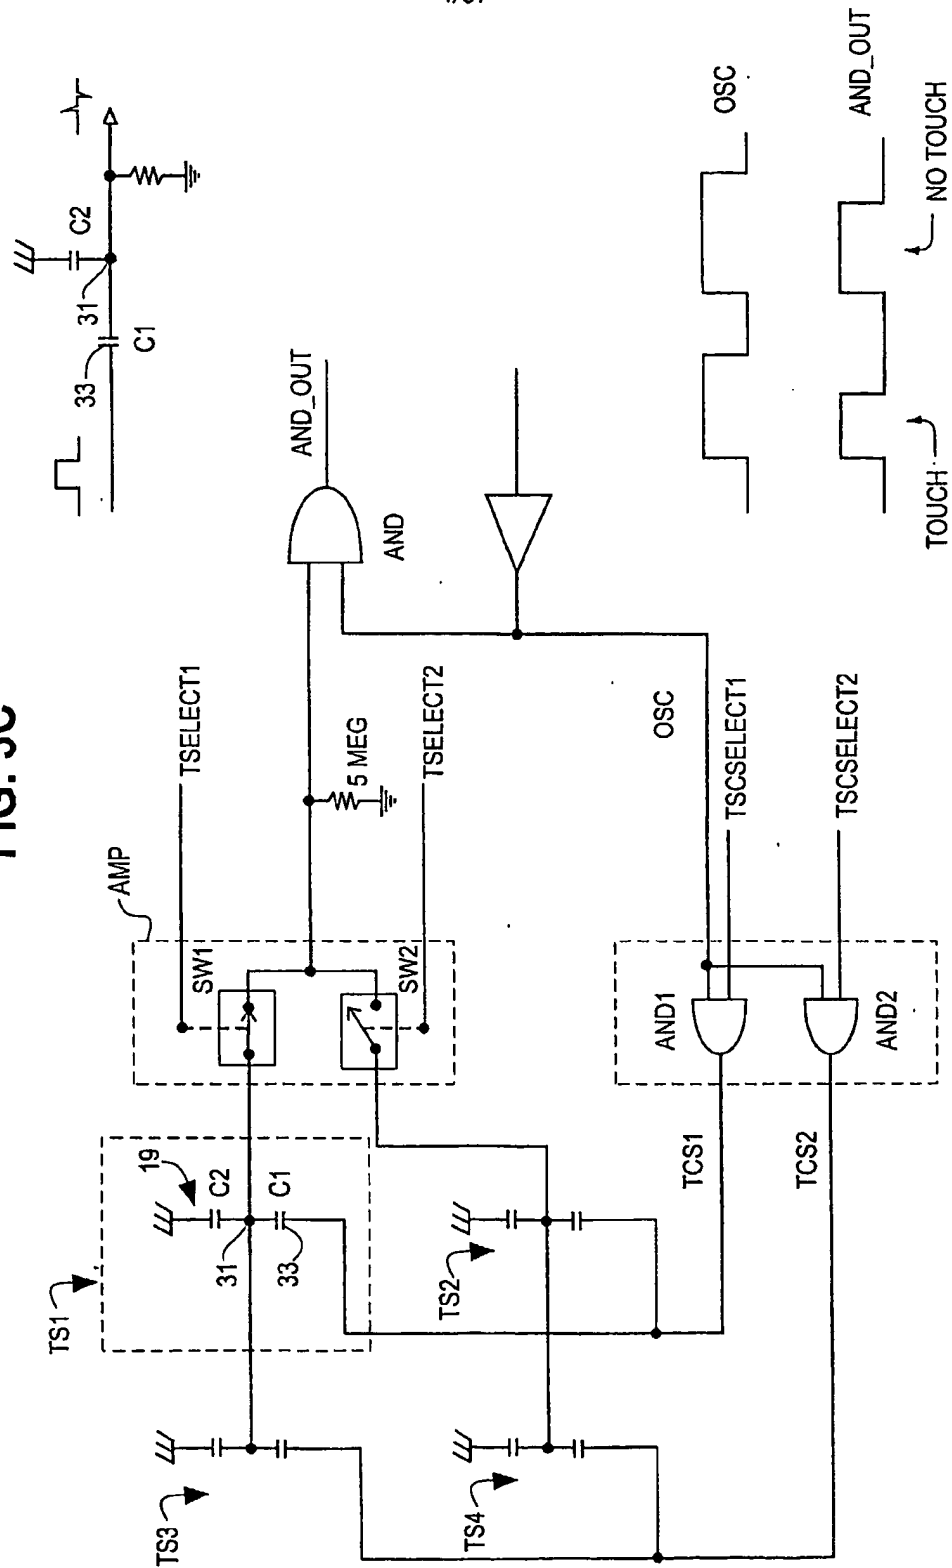 FIG.
TS1
AMP
TSELECT1
19
SW1
33
31
C2
C1
C2
31
33
C1
AND_OUT
5 MEG
AND
TS3
TS2
SW2
TSELECT2
TS4
AND1
OSC
TCS1
TSCSELECT1
OSC
TCS2
TSCSELECT2
AND2
AND_OUT
TOUCH
NO TOUCH